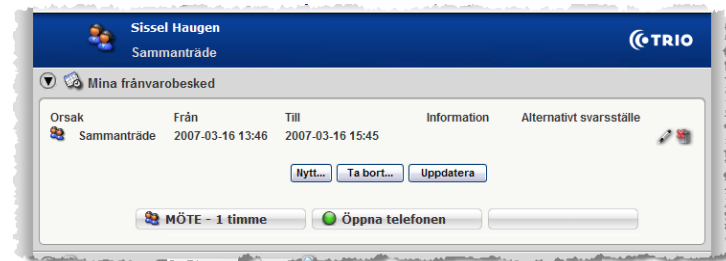 Sissel Haugen
Sammanträde
TRIO
Mina frånvarobesked
Orsak Från Till Information Alternativt svarsställe
Sammanträde 2007-03-16 13:46 2007-03-16 15:45
Nytt... Ta bort... Uppdatera
MÖTE - 1 timme Öppna telefonen